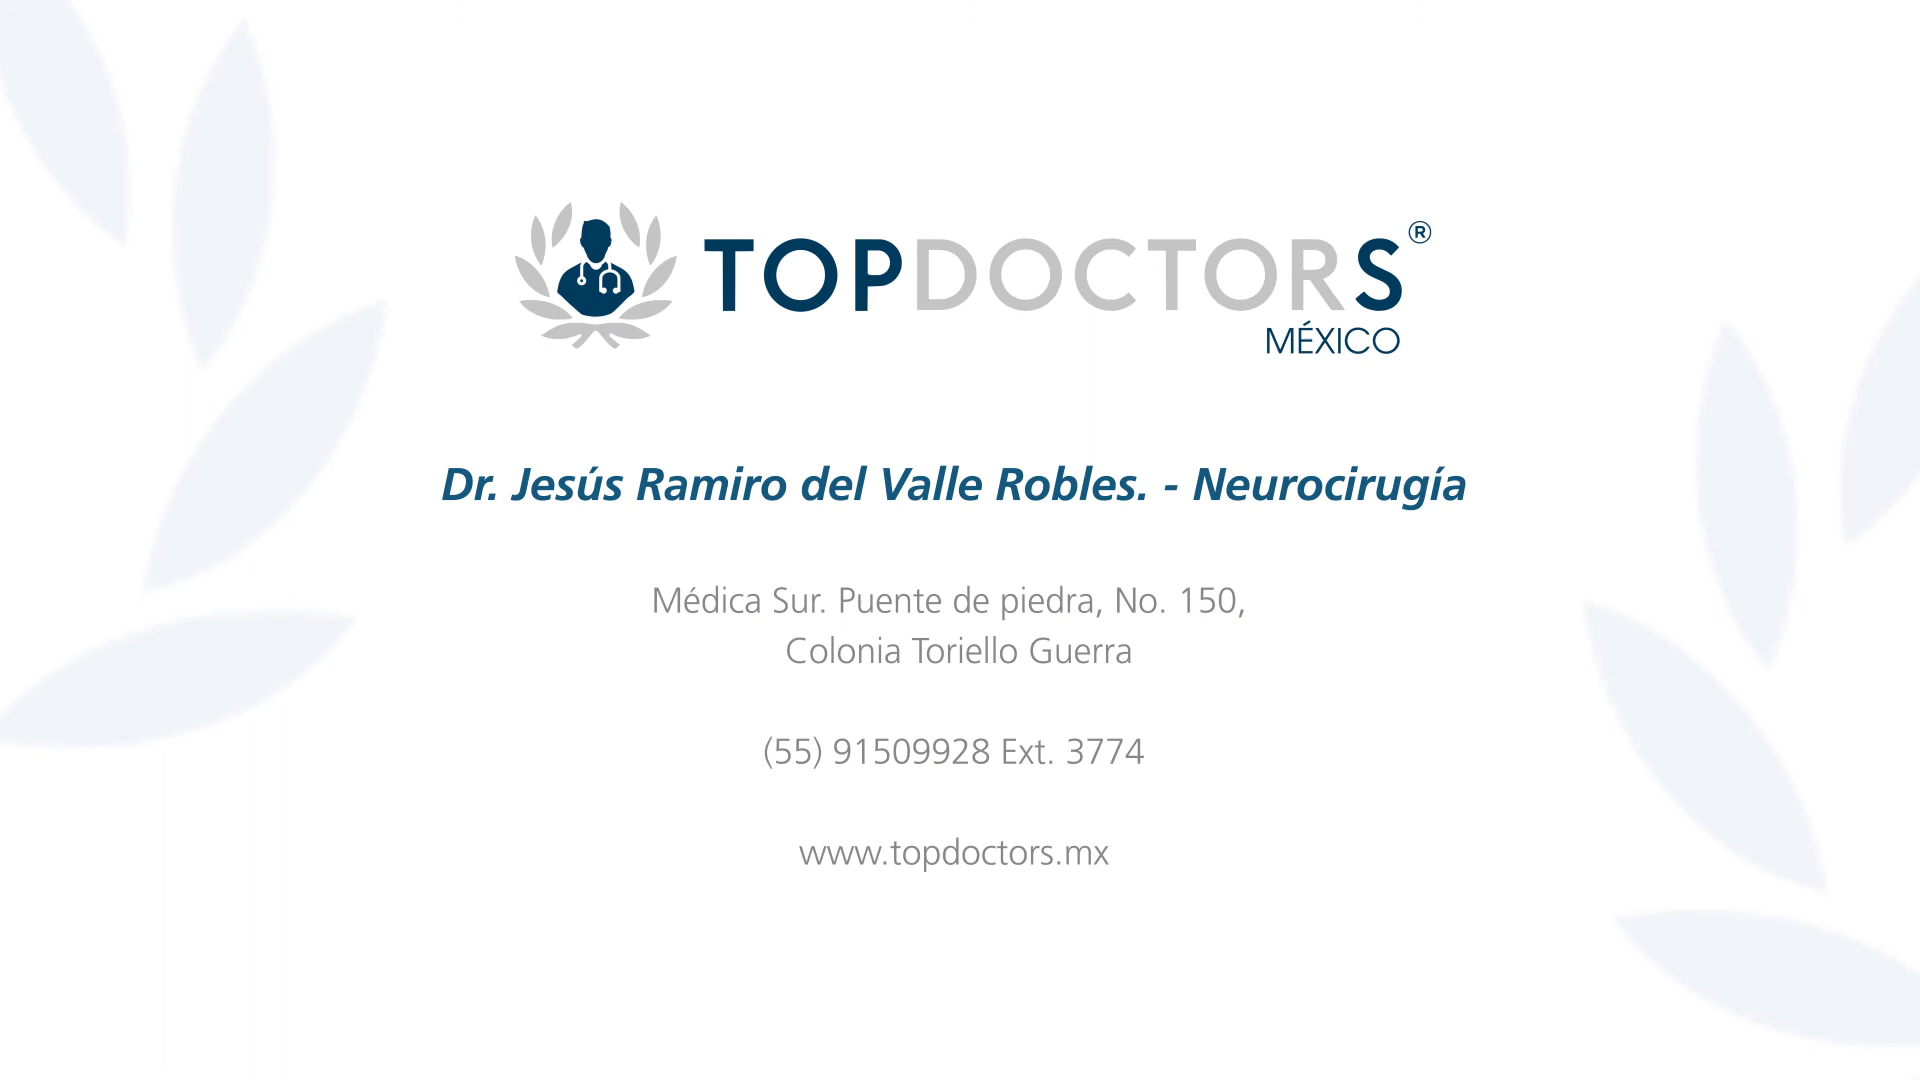 TOPDOCTORS®
MÉXICO
Dr. Jesús Ramiro del Valle Robles. - Neurocirugía
Médica Sur. Puente de piedra, No. 150,
Colonia Toriello Guerra
(55) 91509928 Ext. 3774
www.topdoctors.mx